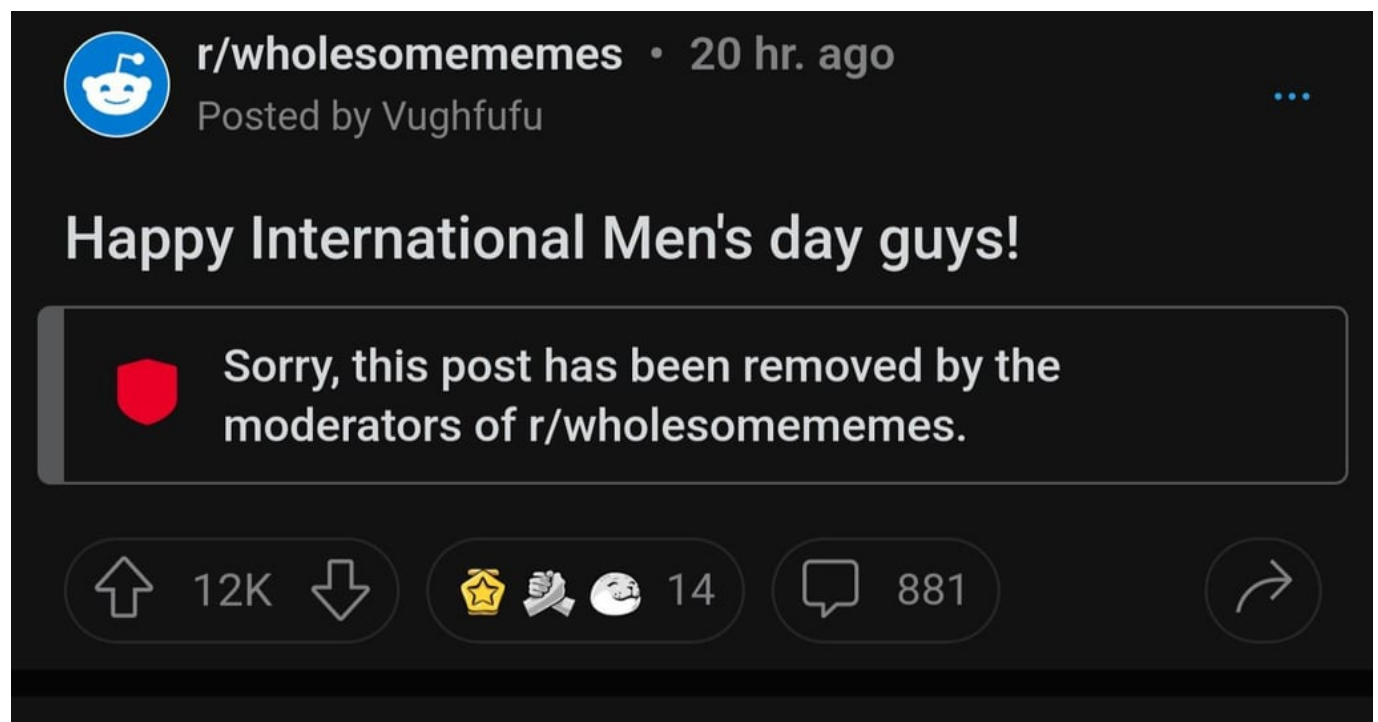 r/wholesomememes • 20 hr. ago
Posted by Vughfufu
Happy International Men's day guys!
Sorry, this post has been removed by the
moderators of r/wholesomememes.
12K 14 881